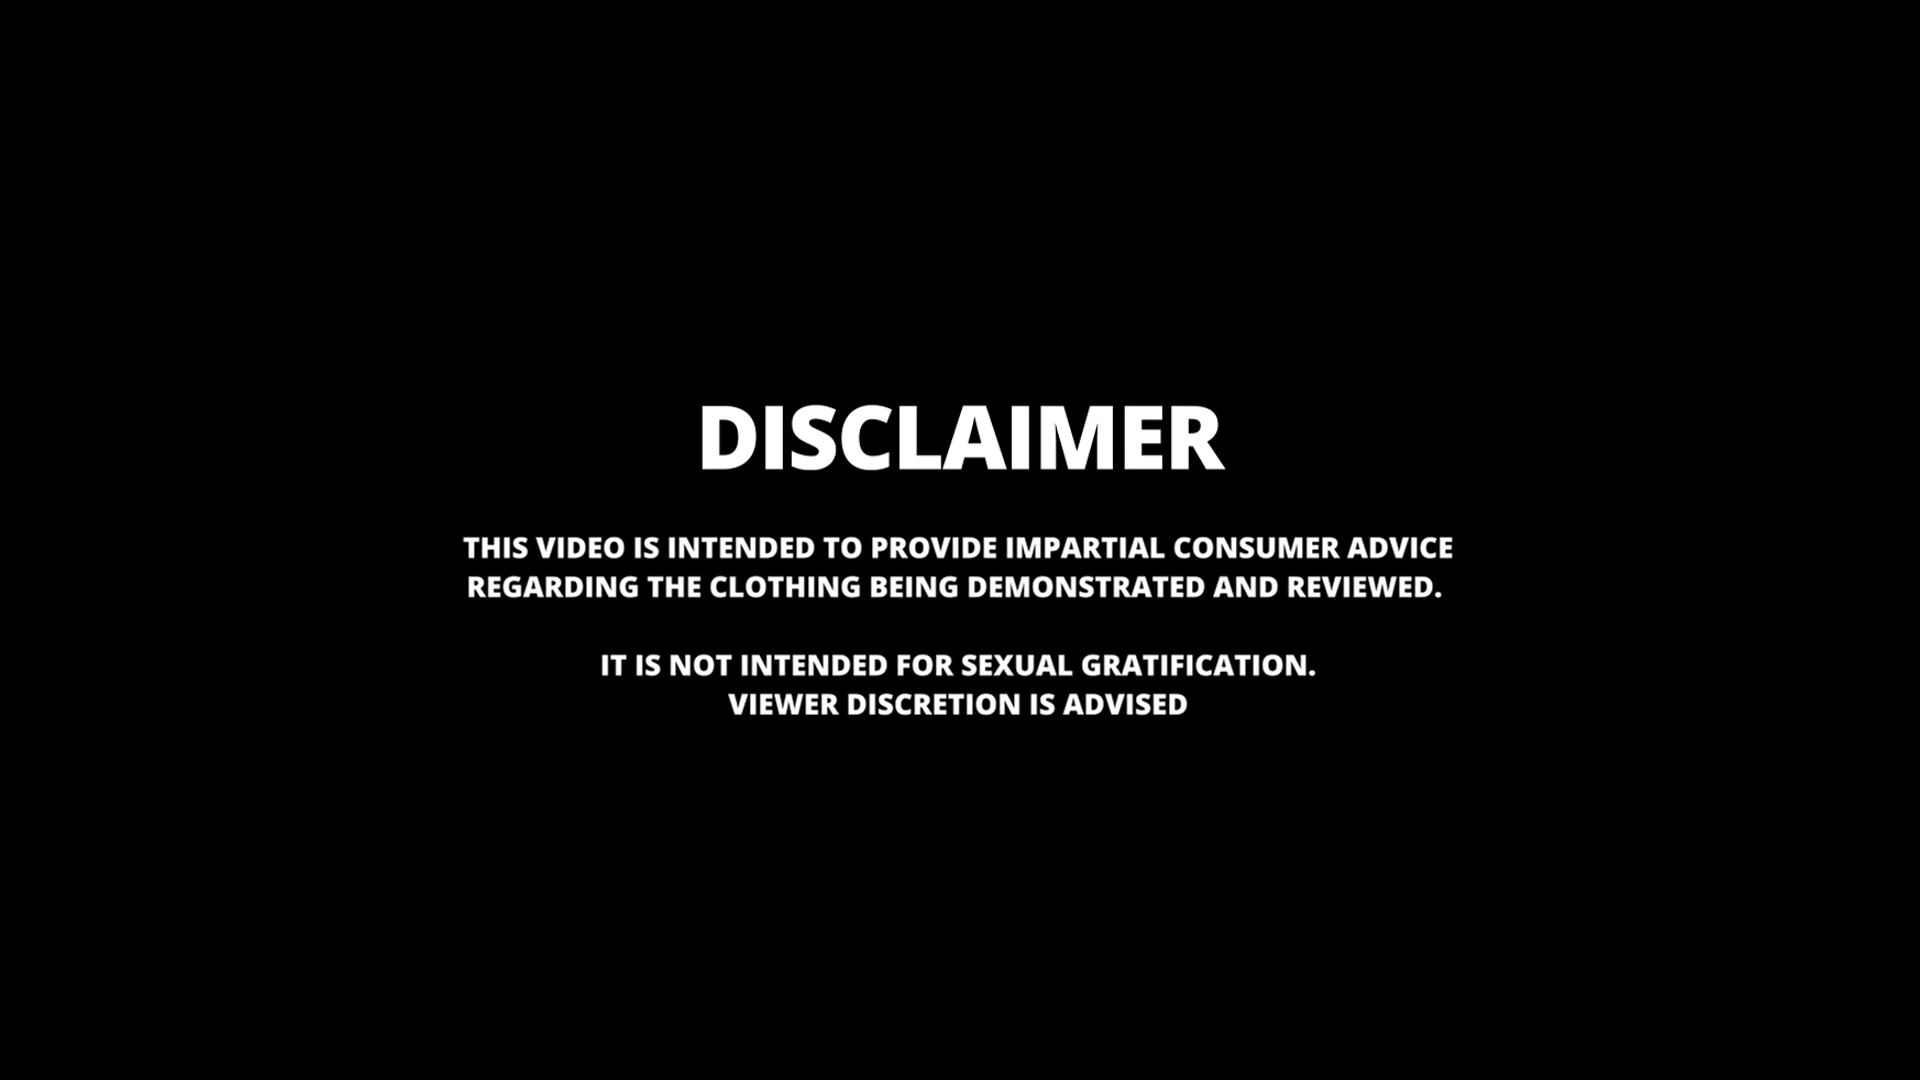 DISCLAIMER
THIS VIDEO IS INTENDED TO PROVIDE IMPARTIAL CONSUMER ADVICE
REGARDING THE CLOTHING BEING DEMONSTRATED AND REVIEWED.
IT IS NOT INTENDED FOR SEXUAL GRATIFICATION.
VIEWER DISCRETION IS ADVISED